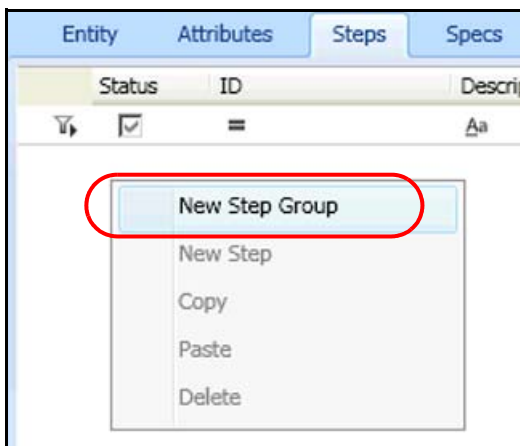 Entity Attributes Steps Specs
Status ID Descrip
= Aa
New Step Group
New Step
Copy
Paste
Delete